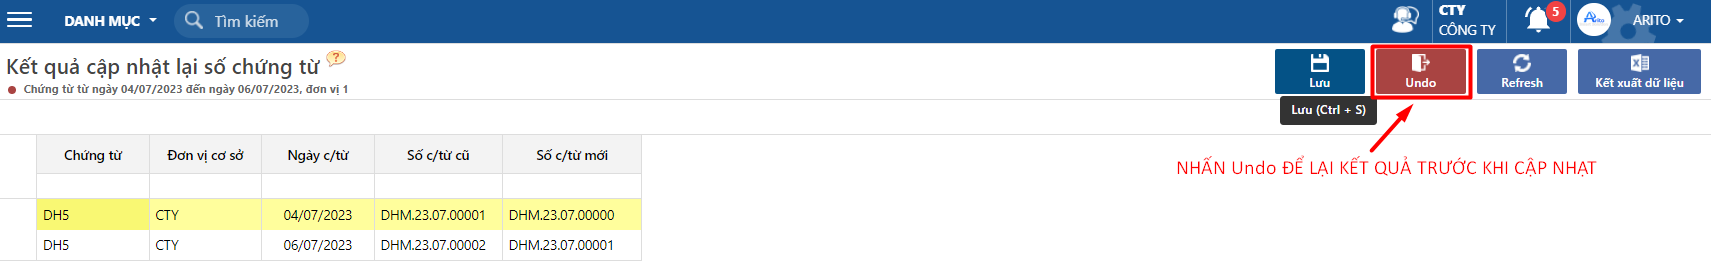 DANH MỤC
Tìm kiếm
CTY
CÔNG TY
5
Arito
ARITO
Kết quả cập nhật lại số chứng từ
?
Chứng từ từ ngày 04/07/2023 đến ngày 06/07/2023, đơn vị 1
Lưu
Undo
Refresh
Kết xuất dữ liệu
Lưu (Ctrl + S)
NHẤN Undo ĐỂ LẠI KẾT QUẢ TRƯỚC KHI CẬP NHẠT
Chứng từ Đơn vị cơ sở Ngày c/từ Số c/từ cũ Số c/từ mới
DH5 CTY 04/07/2023 DHM.23.07.00001 DHM.23.07.00000
DH5 CTY 06/07/2023 DHM.23.07.00002 DHM.23.07.00001